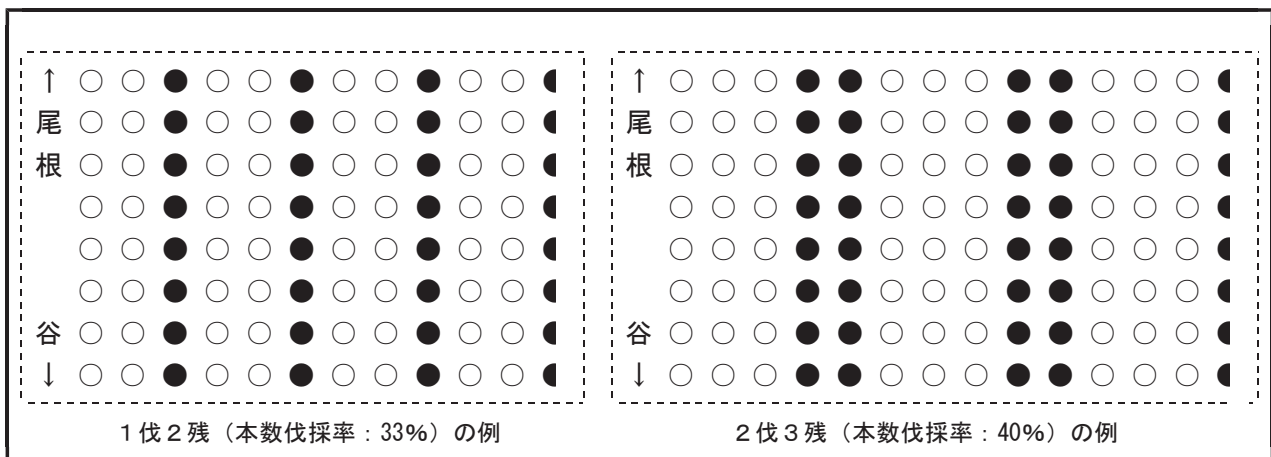 ↑
尾
根
谷
↓
↑
尾
根
谷
↓
1伐2残（本数伐採率：33%）の例
2伐3残（本数伐採率：40%）の例